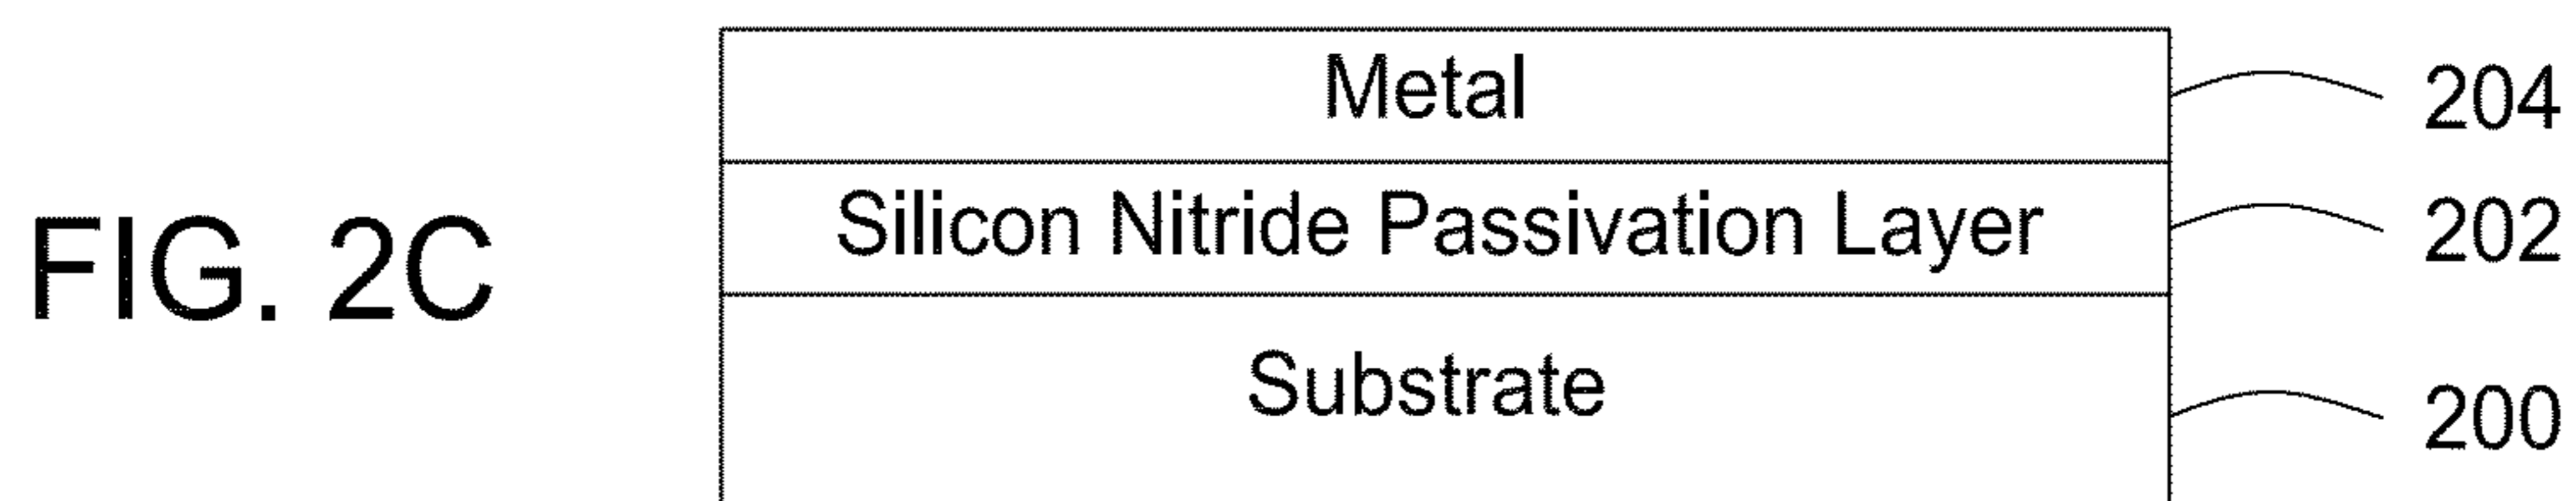 Metal 204
Silicon Nitride Passivation Layer 202
FIG. 2C
Substrate 200